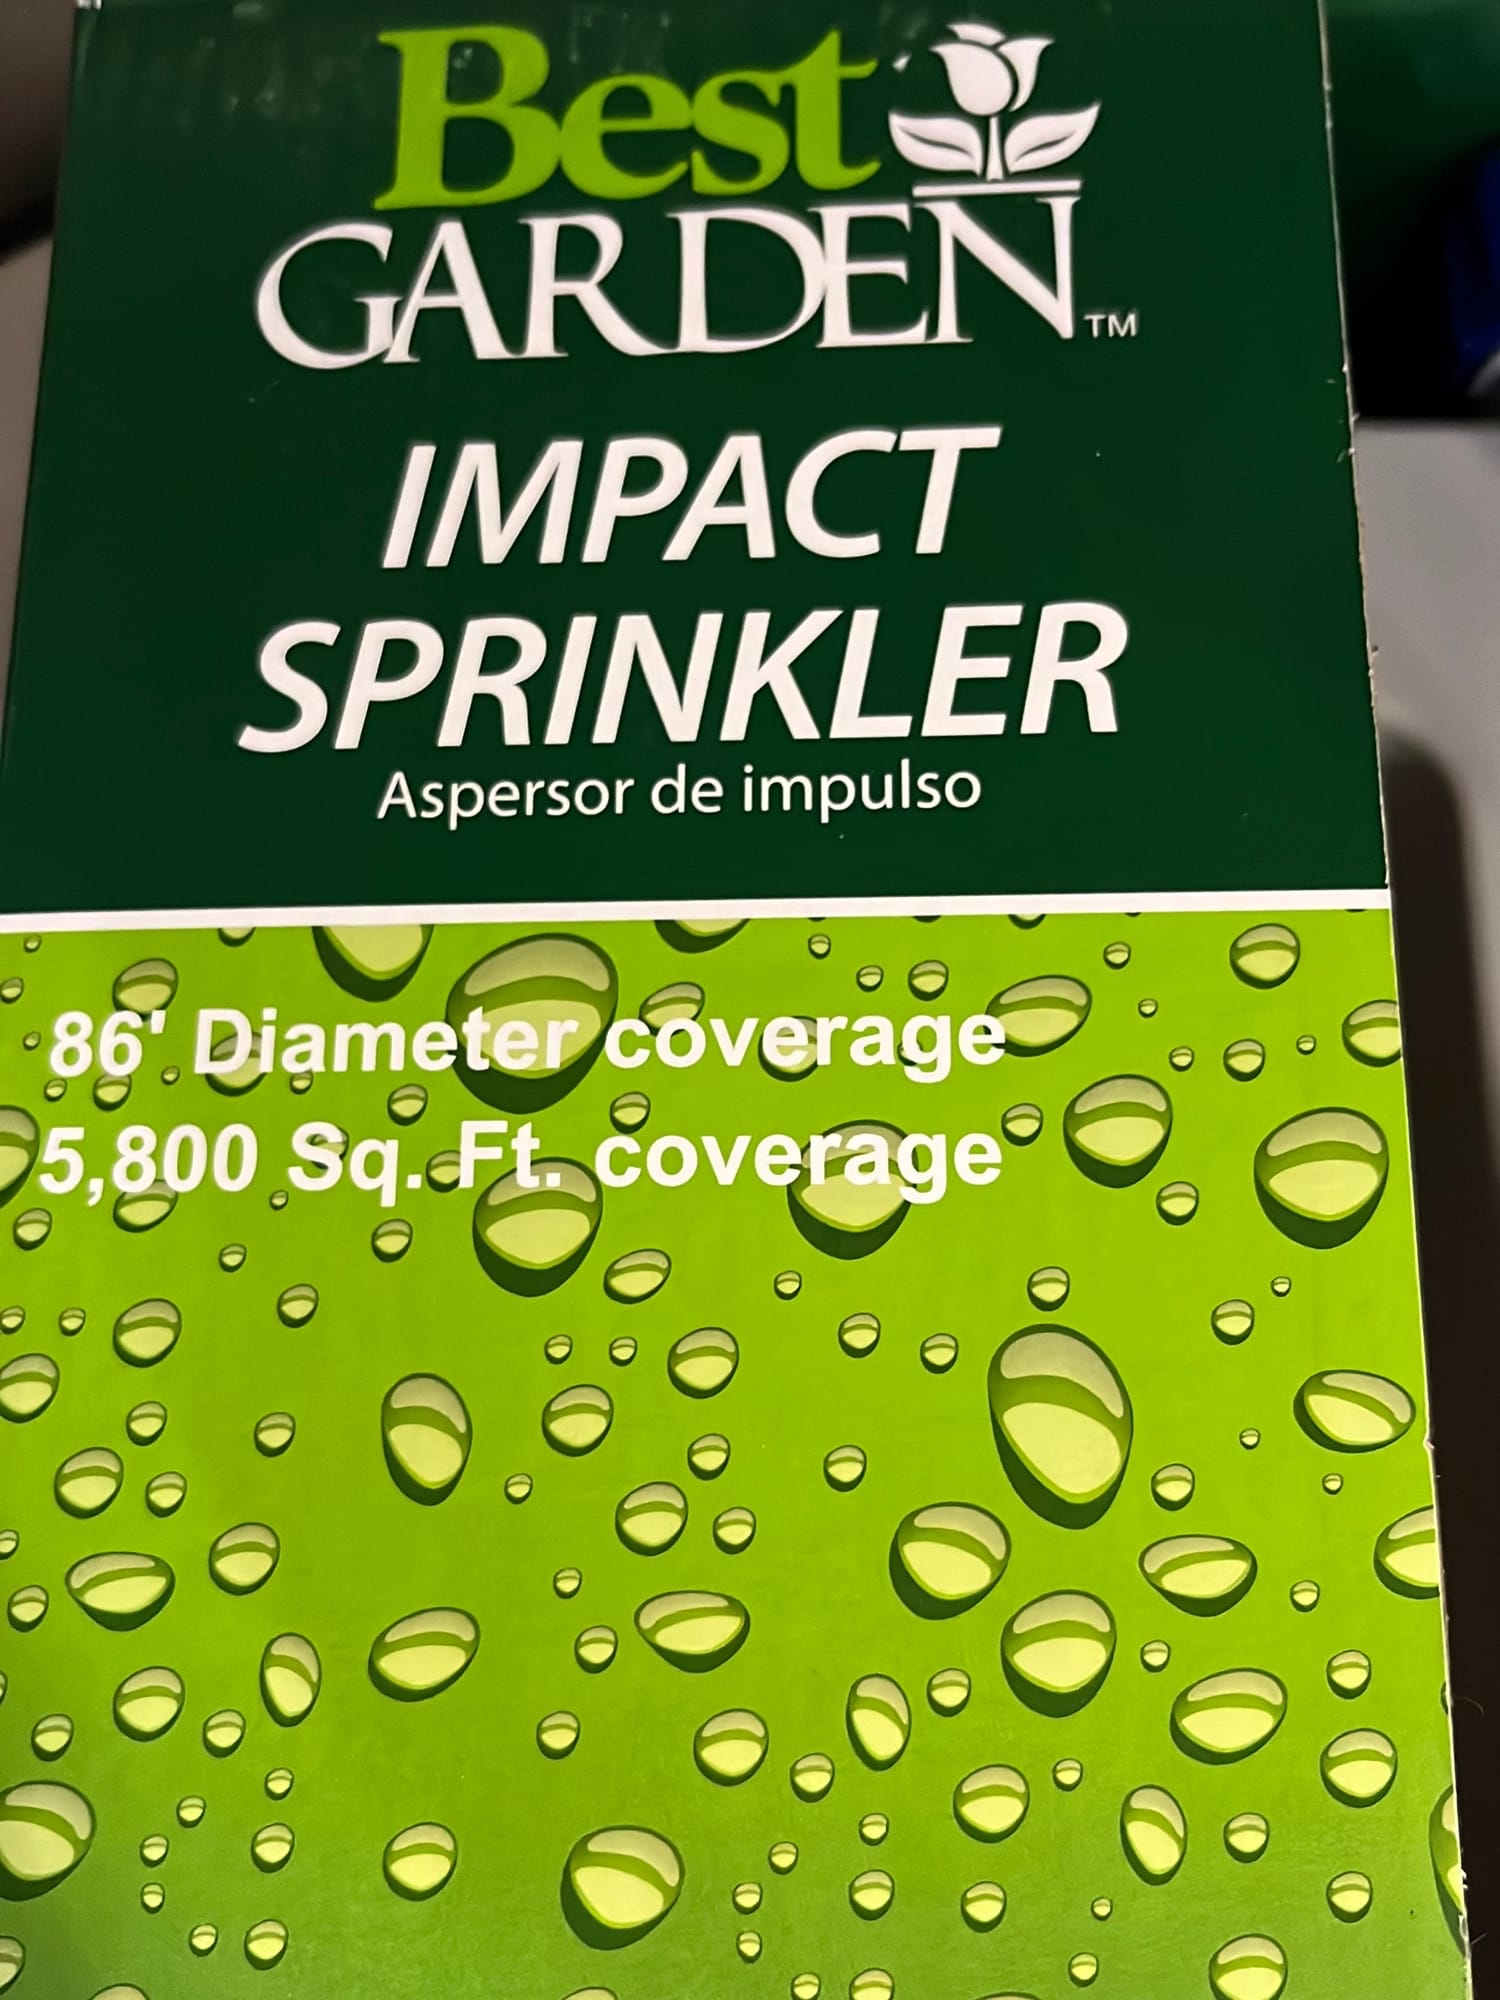 Best
GARDEN™
IMPACT
SPRINKLER
Aspersor de impulso
86' Diameter coverage
5,800 Sq. Ft. coverage